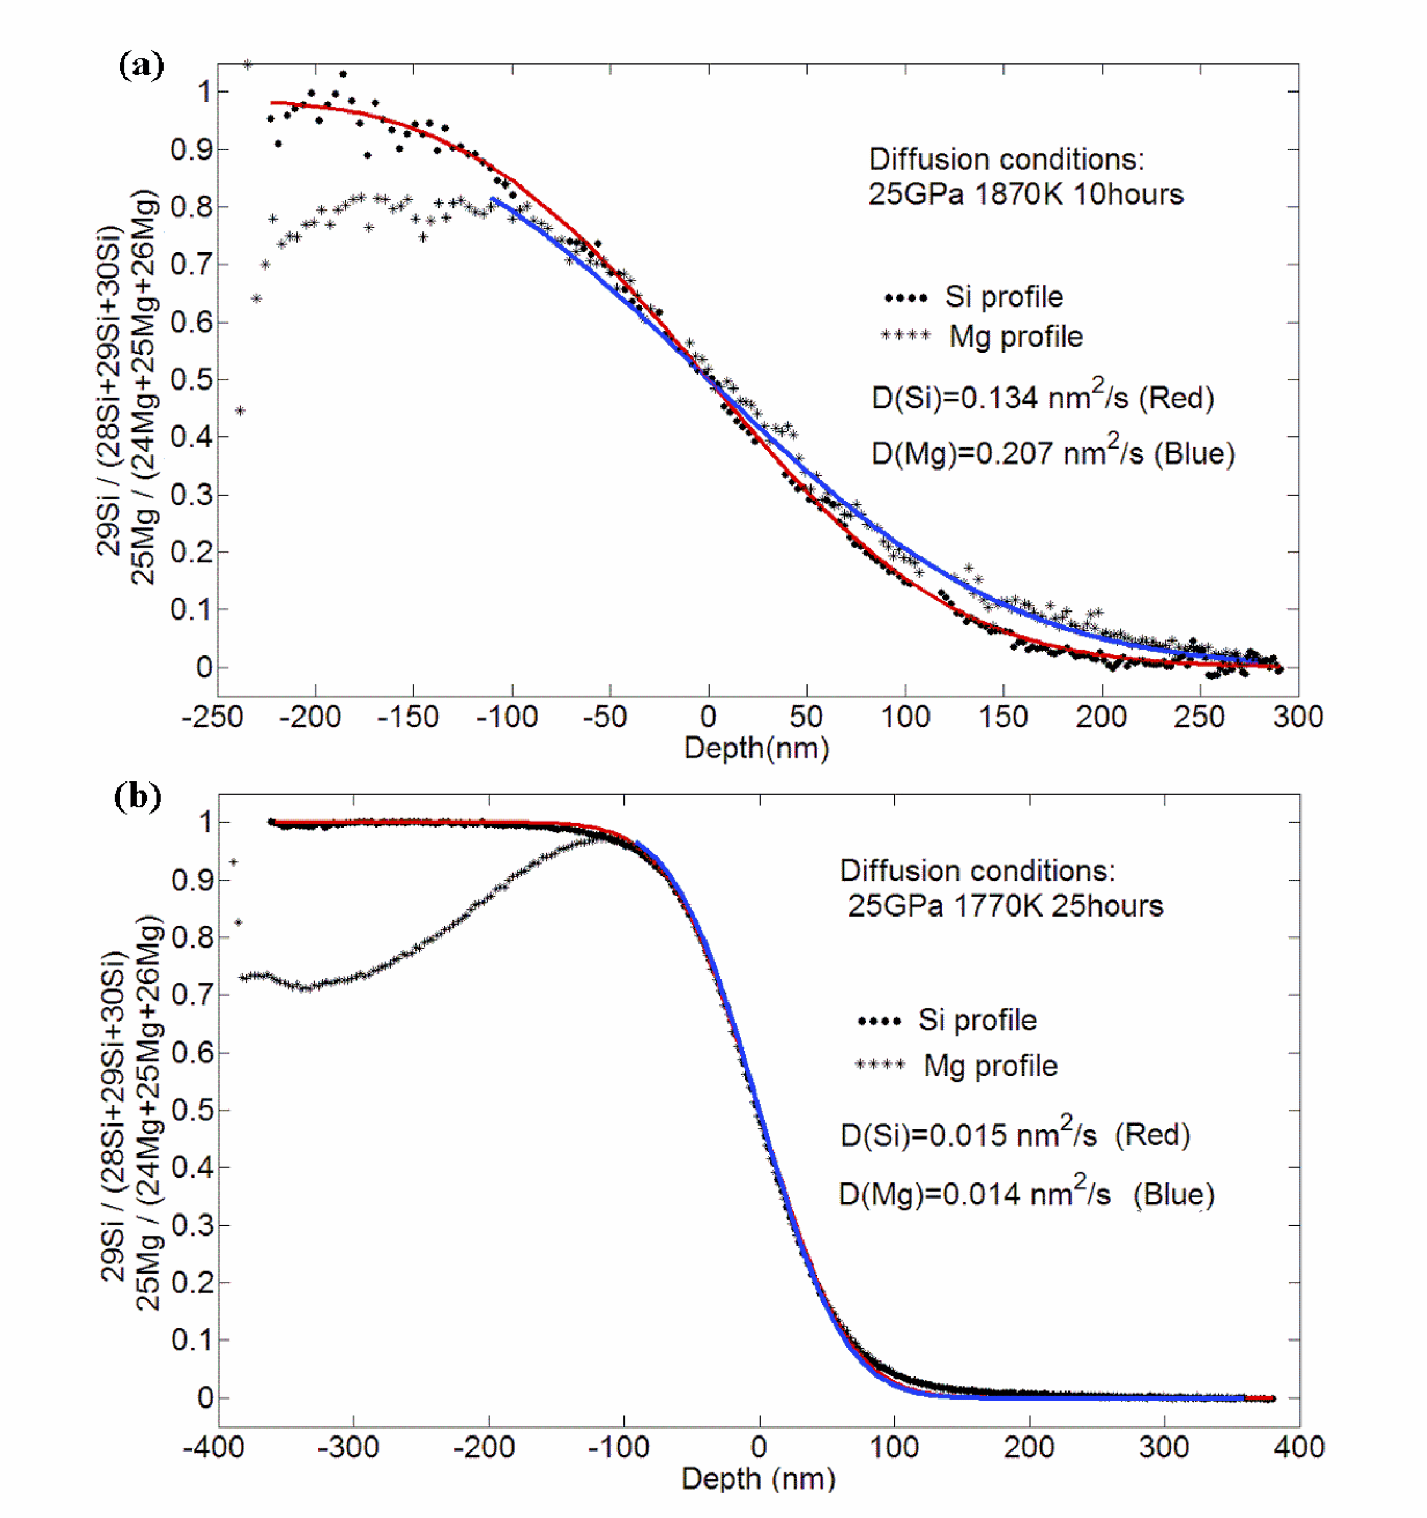 (a)
1
0.9
0.8
0.7
0.6
0.5
0.4
0.3
0.2
0.1
0
29Si / (28Si+29Si+30Si)
25Mg / (24Mg+25Mg+26Mg)
Diffusion conditions:
25GPa 1870K 10hours
Si profile
Mg profile
D(Si)=0.134 nm²/s (Red)
D(Mg)=0.207 nm²/s (Blue)
-250 -200 -150 -100 -50 0 50 100 150 200 250 300
Depth(nm)
(b)
1
0.9
0.8
0.7
0.6
0.5
0.4
0.3
0.2
0.1
0
29Si / (28Si+29Si+30Si)
25Mg / (24Mg+25Mg+26Mg)
Diffusion conditions:
25GPa 1770K 25hours
Si profile
Mg profile
D(Si)=0.015 nm²/s (Red)
D(Mg)=0.014 nm²/s (Blue)
-400 -300 -200 -100 0 100 200 300 400
Depth (nm)